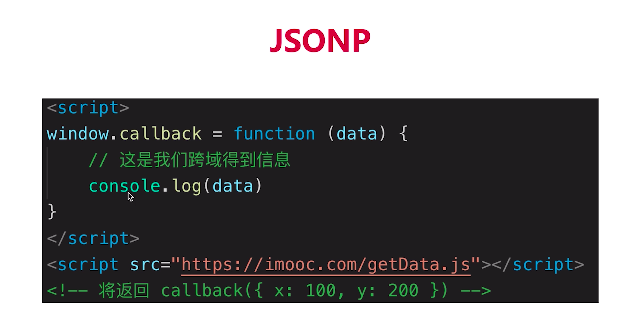 JSONP
<script>
window.callback = function (data) {
// 这是我们跨域得到信息
console.log(data)
}
</script>
<script src="https://imooc.com/getData.js"></script>
<!-- 将返回 callback({ x: 100, y: 200 }) -->